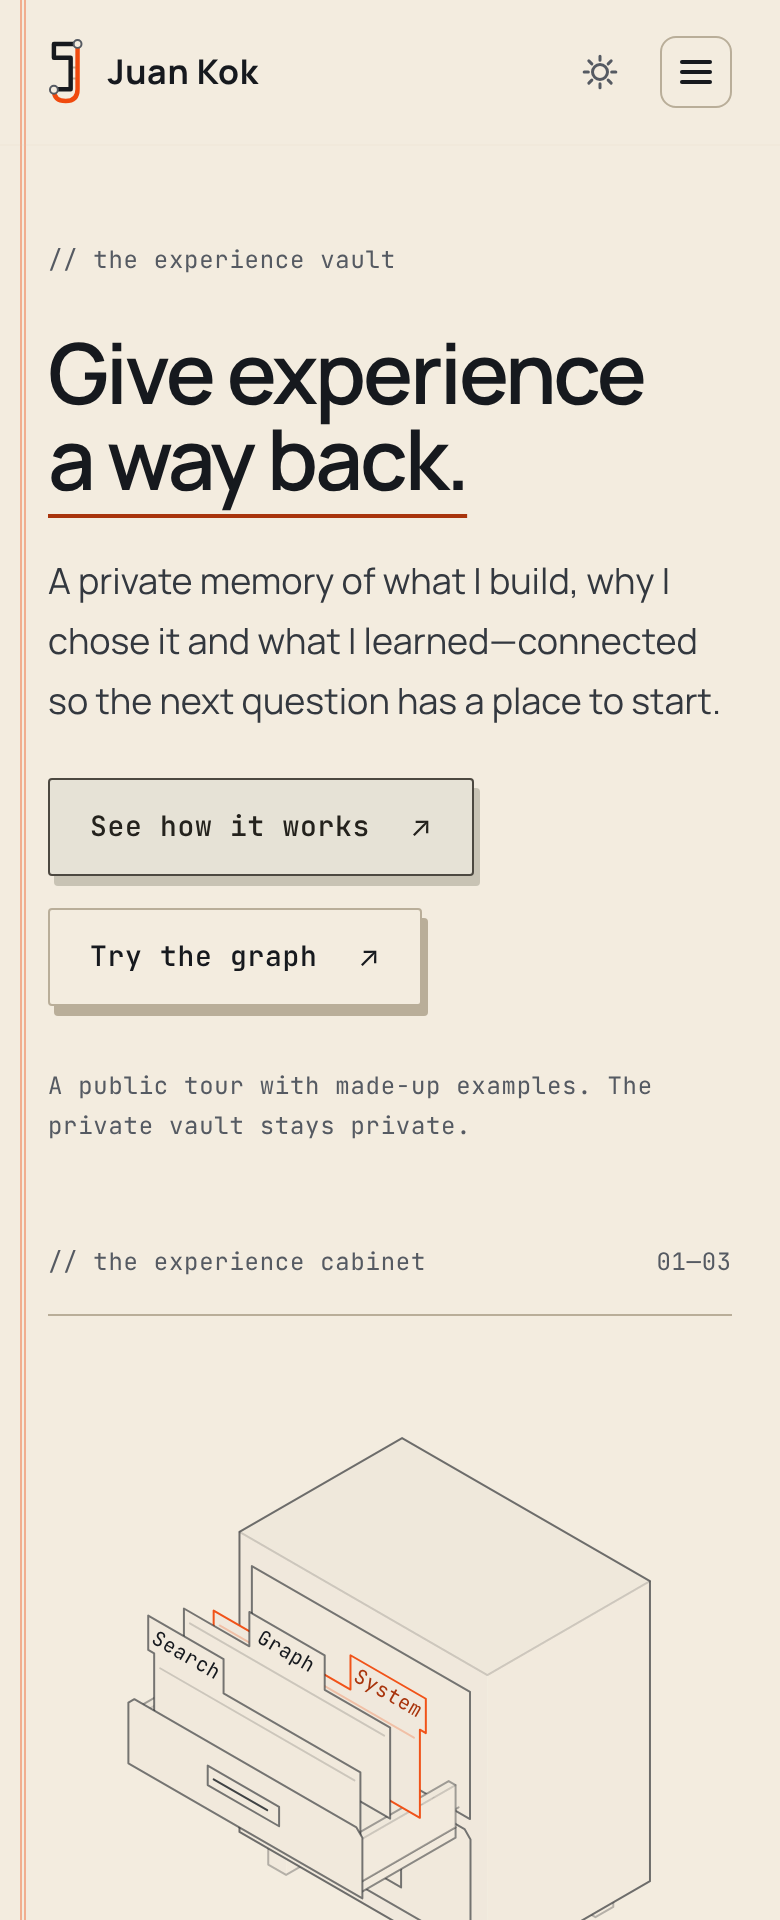 Juan Kok
// the experience vault
Give experience
a way back.
A private memory of what I build, why I
chose it and what I learned—connected
so the next question has a place to start.
See how it works ↗
Try the graph ↗
A public tour with made-up examples. The
private vault stays private.
// the experience cabinet 01—03
Search
Graph
System